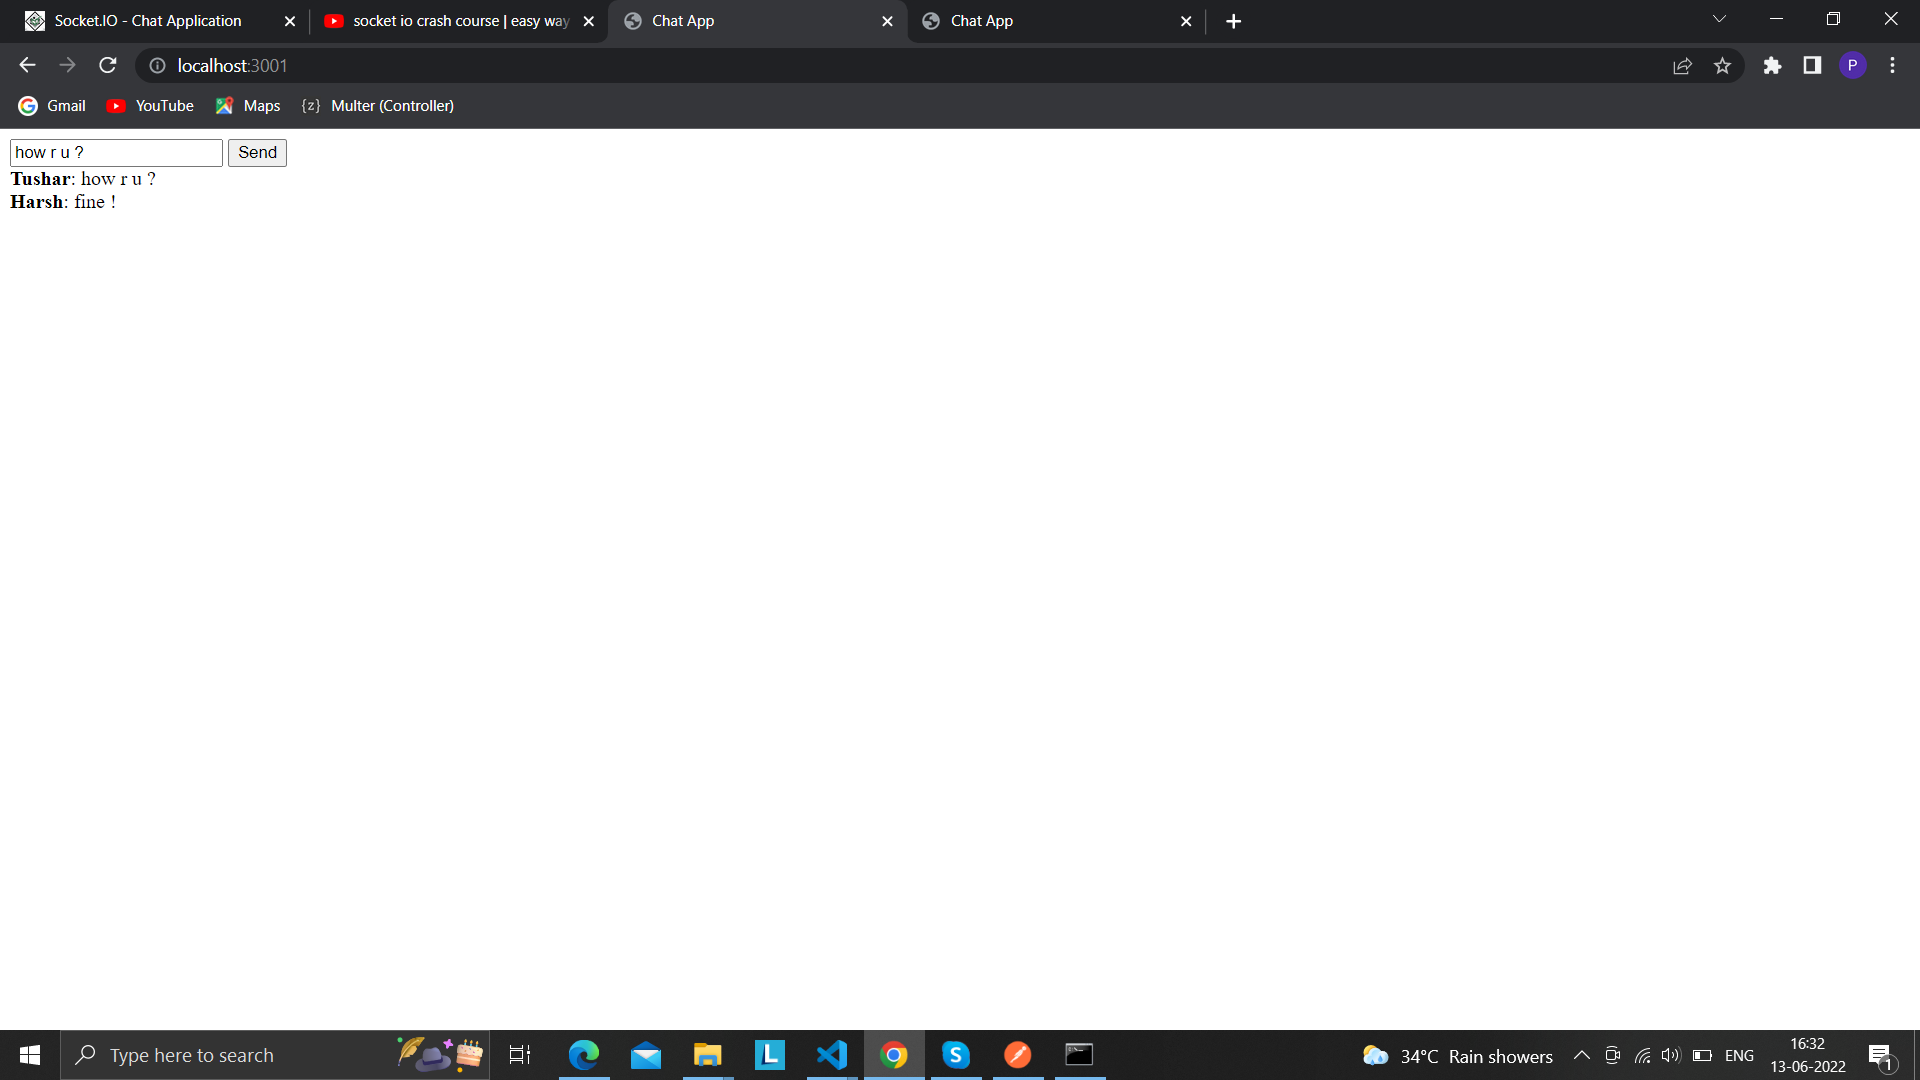 Socket.IO - Chat Application
socket io crash course | easy way
Chat App
Chat App
localhost:3001
P
Gmail
YouTube
Maps
{z} Multer (Controller)
how r u ? Send
Tushar: how r u ?
Harsh: fine !
Type here to search
L
S
34°C Rain showers
ENG
16:32
13-06-2022
1